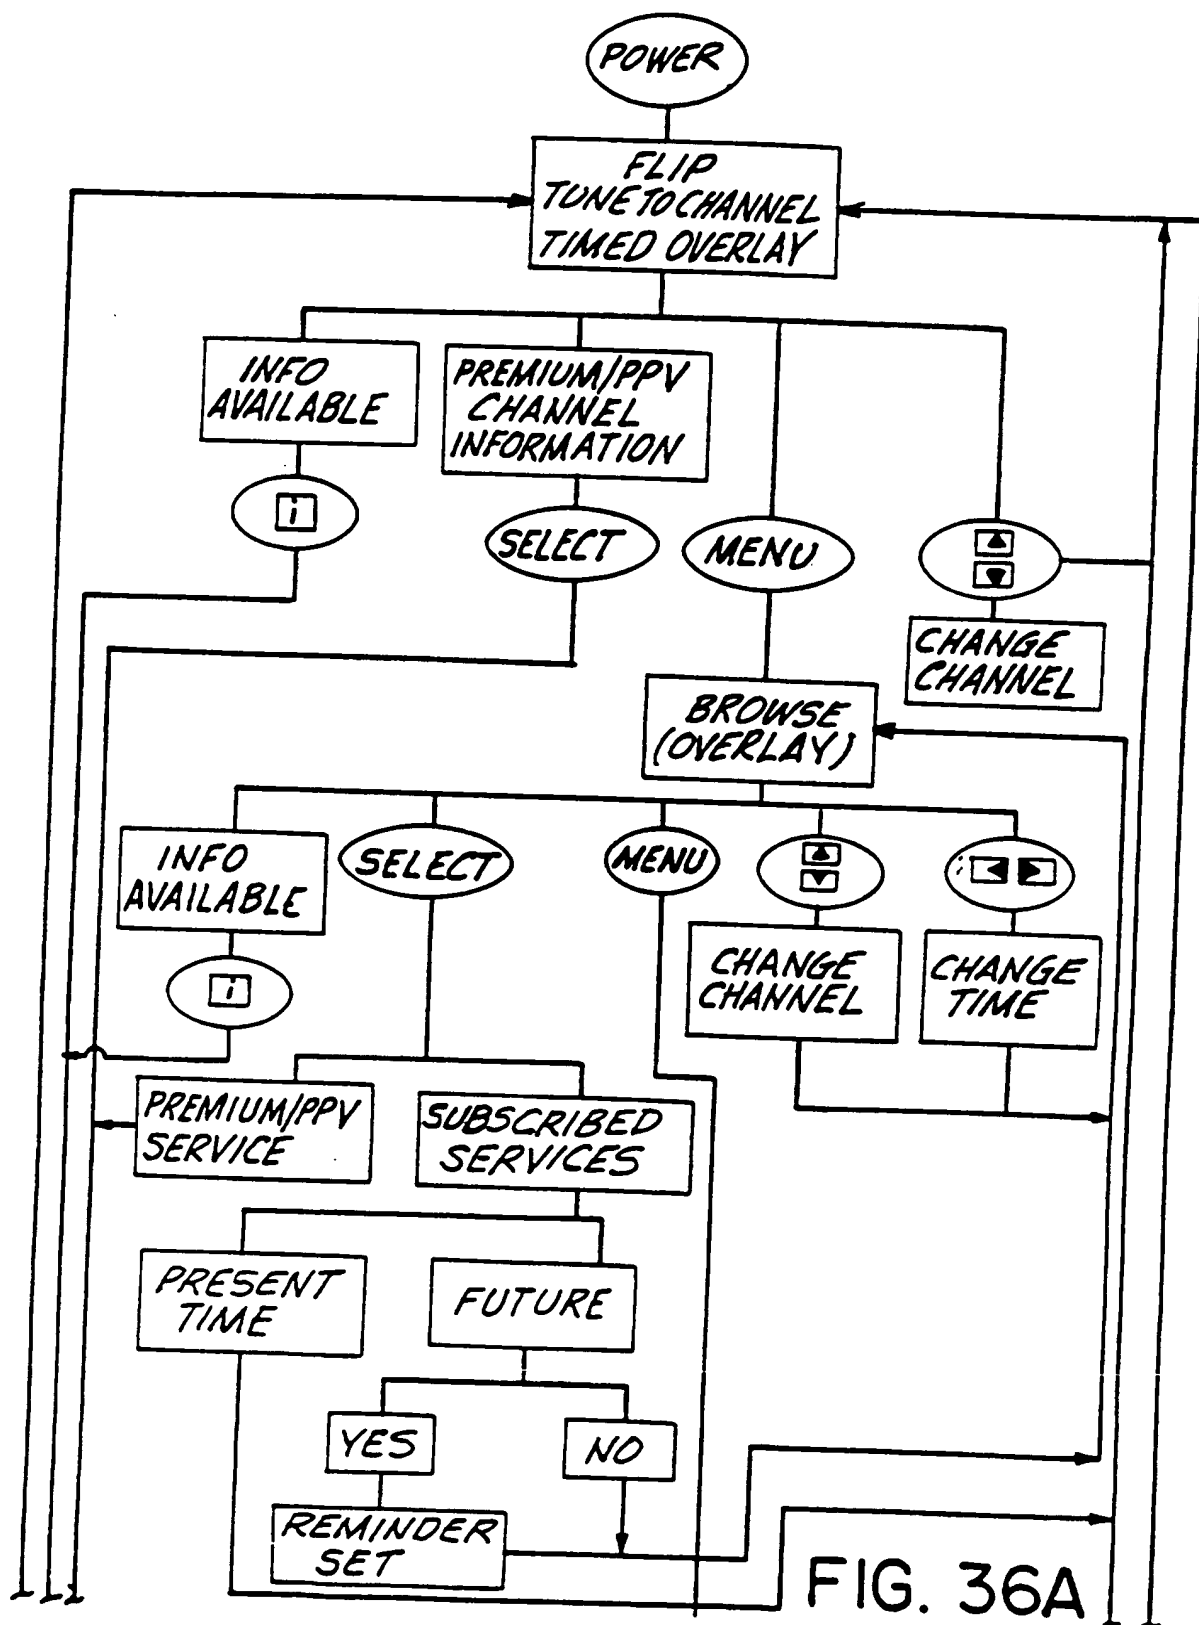 POWER
FLIP
TUNE TO CHANNEL
TIMED OVERLAY
INFO
AVAILABLE
PREMIUM/PPV
CHANNEL
INFORMATION
i
SELECT
MENU
CHANGE
CHANNEL
BROWSE
(OVERLAY)
INFO
AVAILABLE
SELECT
MENU
i
CHANGE
CHANNEL
CHANGE
TIME
PREMIUM/PPV
SERVICE
SUBSCRIBED
SERVICES
PRESENT
TIME
FUTURE
YES
NO
REMINDER
SET
FIG. 36A